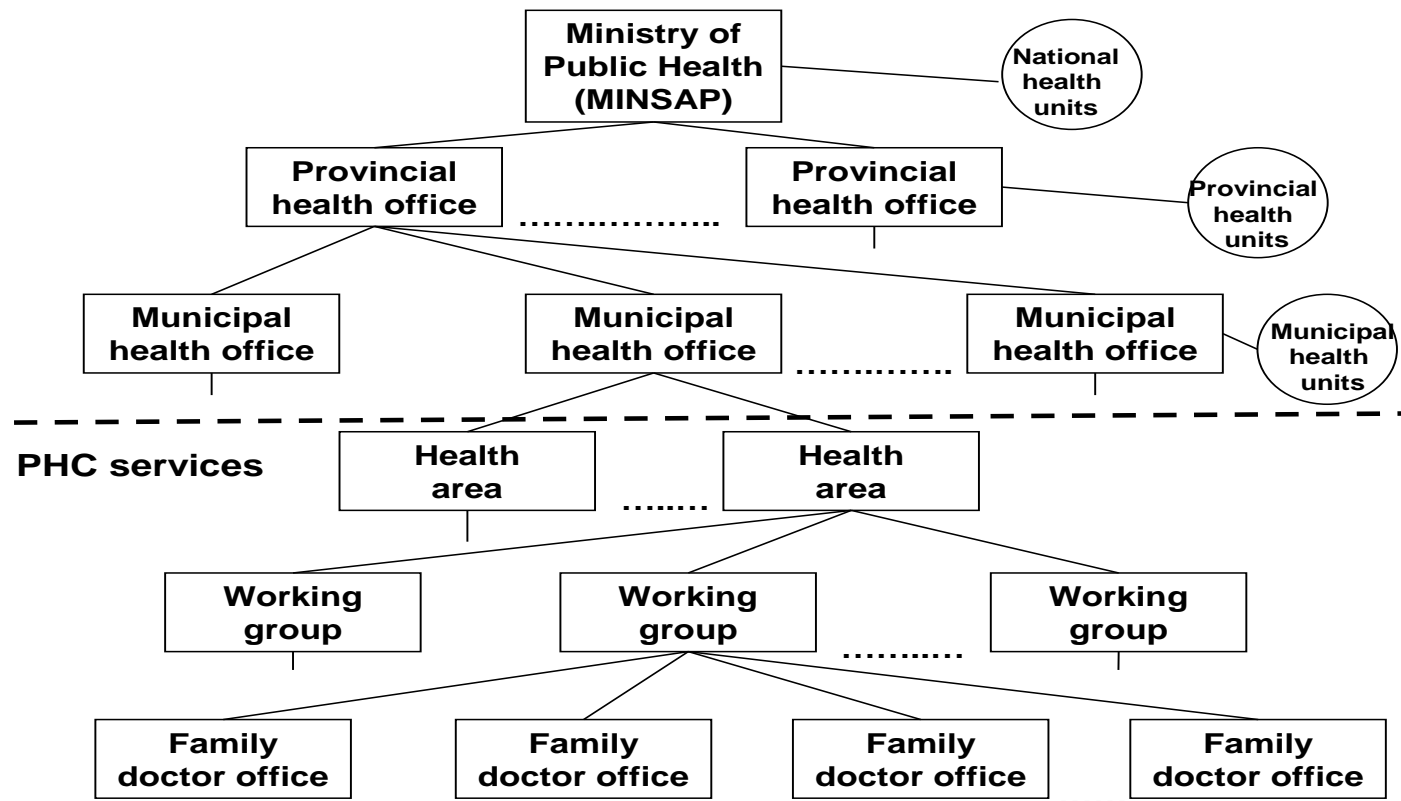 Ministry of
Public Health
(MINSAP)
National
health
units
Provincial
health office
Provincial
health office
Provincial
health
units
Municipal
health office
Municipal
health office
Municipal
health office
Municipal
health
units
PHC services
Health
area
Health
area
Working
group
Working
group
Working
group
Family
doctor office
Family
doctor office
Family
doctor office
Family
doctor office